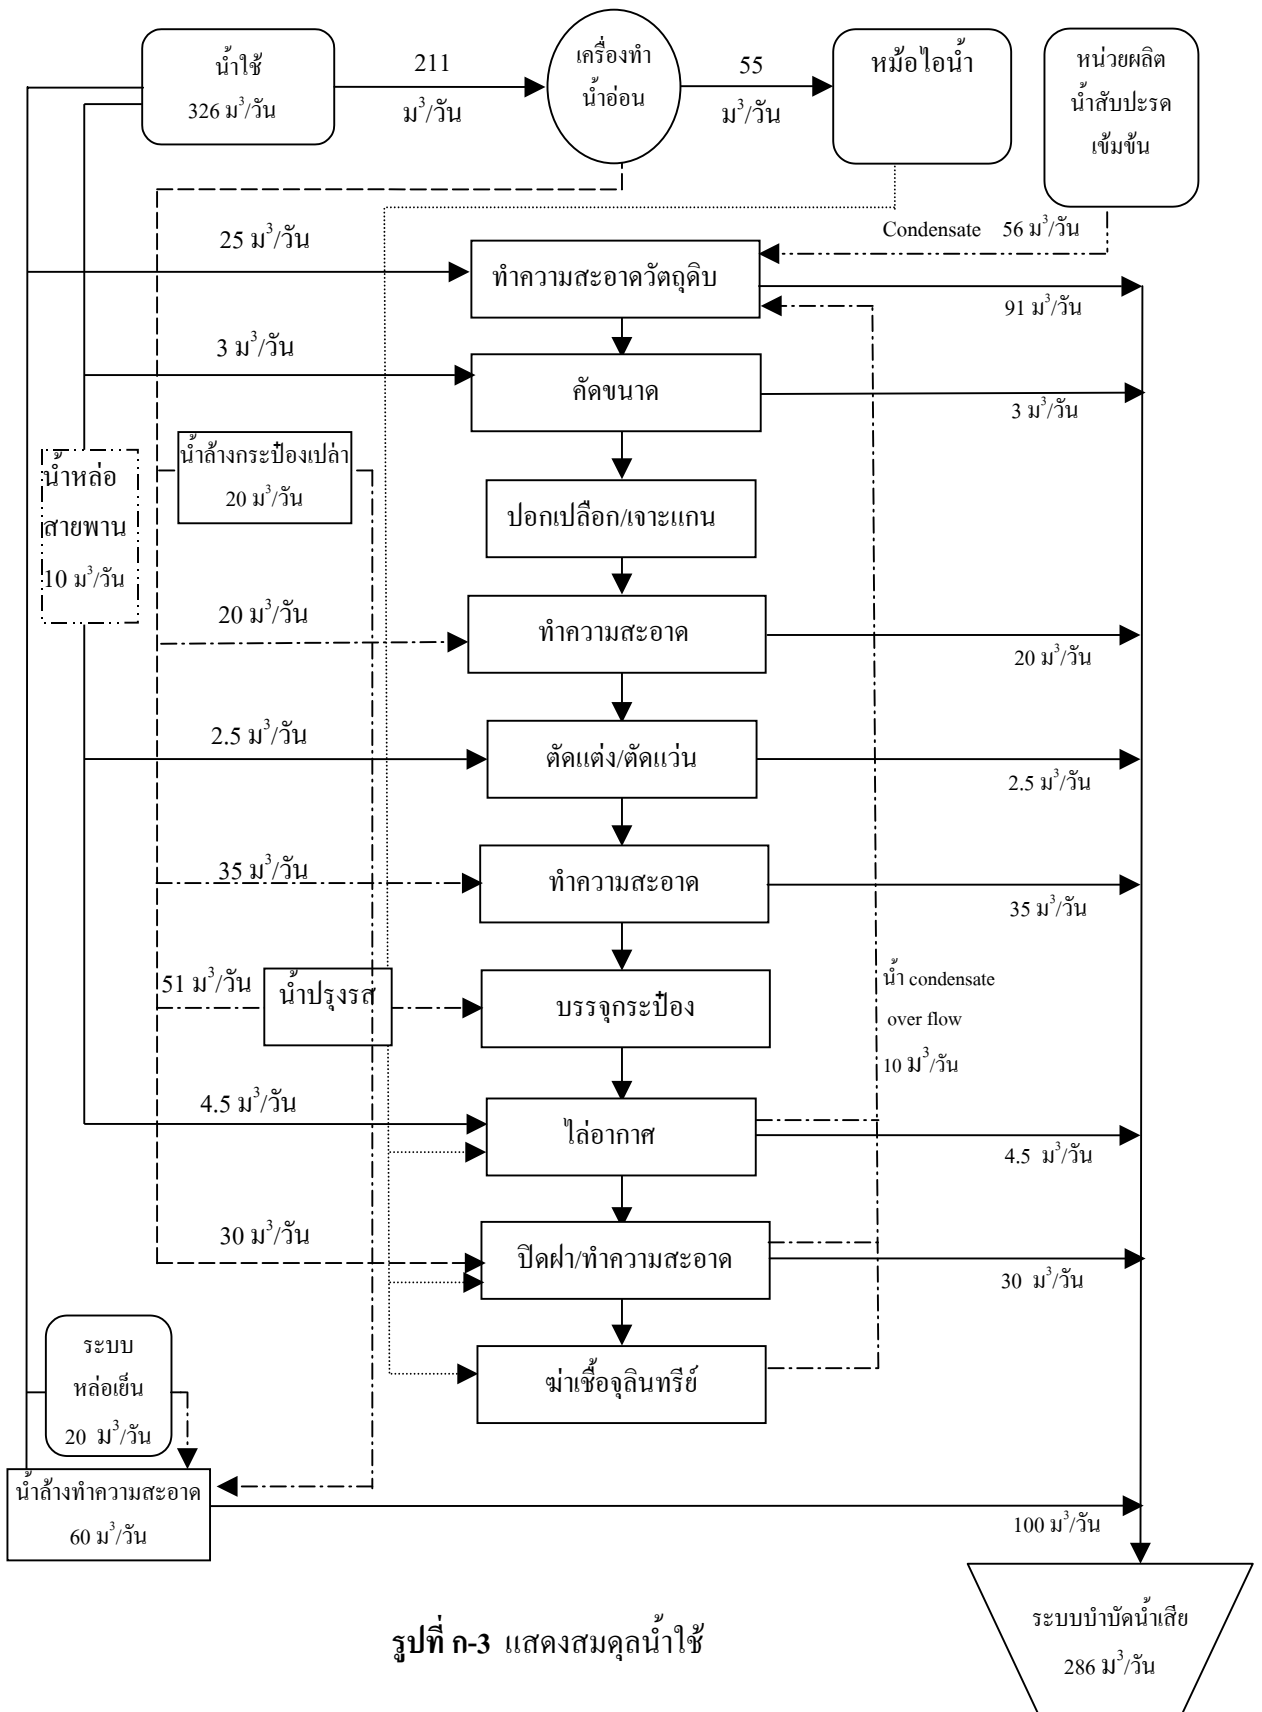 น้ำใช้
326 ม³/วัน
211
ม³/วัน
เครื่องทำ
น้ำอ่อน
55
ม³/วัน
หม้อไอน้ำ
หน่วยผลิต
น้ำสับปะรด
เข้มข้น
25 ม³/วัน
Condensate 56 ม³/วัน
ทำความสะอาดวัตถุดิบ
91 ม³/วัน
3 ม³/วัน
คัดขนาด
3 ม³/วัน
น้ำหล่อ
สายพาน
10 ม³/วัน
น้ำล้างกระป๋องเปล่า
20 ม³/วัน
ปอกเปลือก/เจาะแกน
20 ม³/วัน
ทำความสะอาด
20 ม³/วัน
2.5 ม³/วัน
ตัดแต่ง/ตัดแว่น
2.5 ม³/วัน
35 ม³/วัน
ทำความสะอาด
35 ม³/วัน
51 ม³/วัน
น้ำปรุงรส
บรรจุกระป๋อง
น้ำ condensate
over flow
10 ม³/วัน
4.5 ม³/วัน
ไล่อากาศ
4.5 ม³/วัน
30 ม³/วัน
ปิดฝา/ทำความสะอาด
30 ม³/วัน
ระบบ
หล่อเย็น
20 ม³/วัน
ฆ่าเชื้อจุลินทรีย์
น้ำล้างทำความสะอาด
60 ม³/วัน
100 ม³/วัน
ระบบบำบัดน้ำเสีย
286 ม³/วัน
รูปที่ ก-3 แสดงสมดุลน้ำใช้